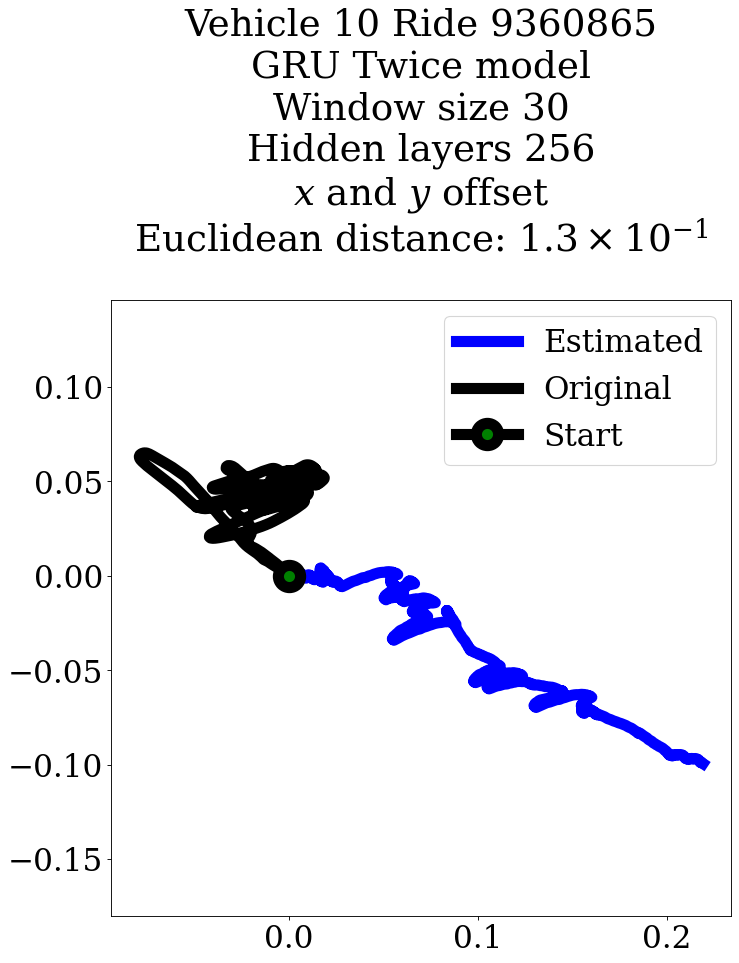 Vehicle 10 Ride 9360865
GRU Twice model
Window size 30
Hidden layers 256
x and y offset
Euclidean distance: 1.3 × 10⁻¹
Estimated
Original
Start
0.10
0.05
0.00
−0.05
−0.10
−0.15
0.0
0.1
0.2